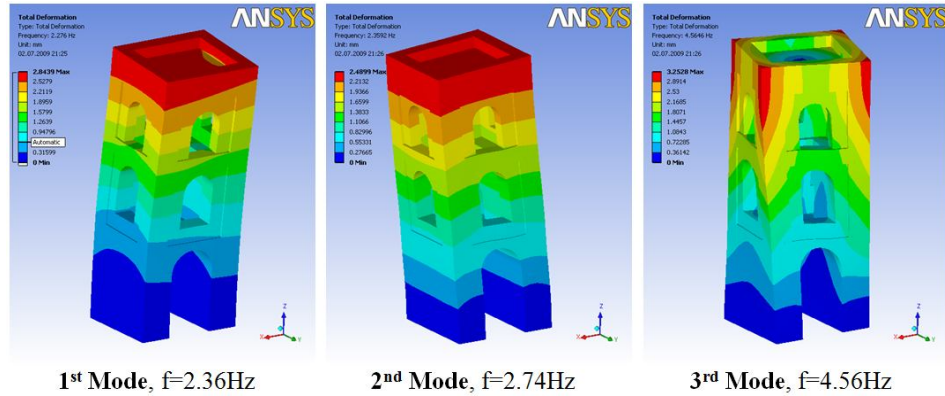 ANSYS
Total Deformation
Type: Total Deformation
Frequency: 2.276 Hz
Unit: mm
02.07.2009 21:25
2.8439 Max
2.5279
2.2119
1.8959
1.5799
1.2639
0.94796
Automatic
0.31599
0 Min
Z
X
Y
1st Mode, f=2.36Hz
ANSYS
Total Deformation
Type: Total Deformation
Frequency: 2.3592 Hz
Unit: mm
02.07.2009 21:26
2.4899 Max
2.2132
1.9366
1.6599
1.3833
1.1066
0.82996
0.55331
0.27665
0 Min
Z
X
Y
2nd Mode, f=2.74Hz
ANSYS
Total Deformation
Type: Total Deformation
Frequency: 4.5646 Hz
Unit: mm
02.07.2009 21:26
3.2528 Max
2.8914
2.53
2.1685
1.8071
1.4457
1.0843
0.72285
0.36142
0 Min
Z
X
Y
3rd Mode, f=4.56Hz